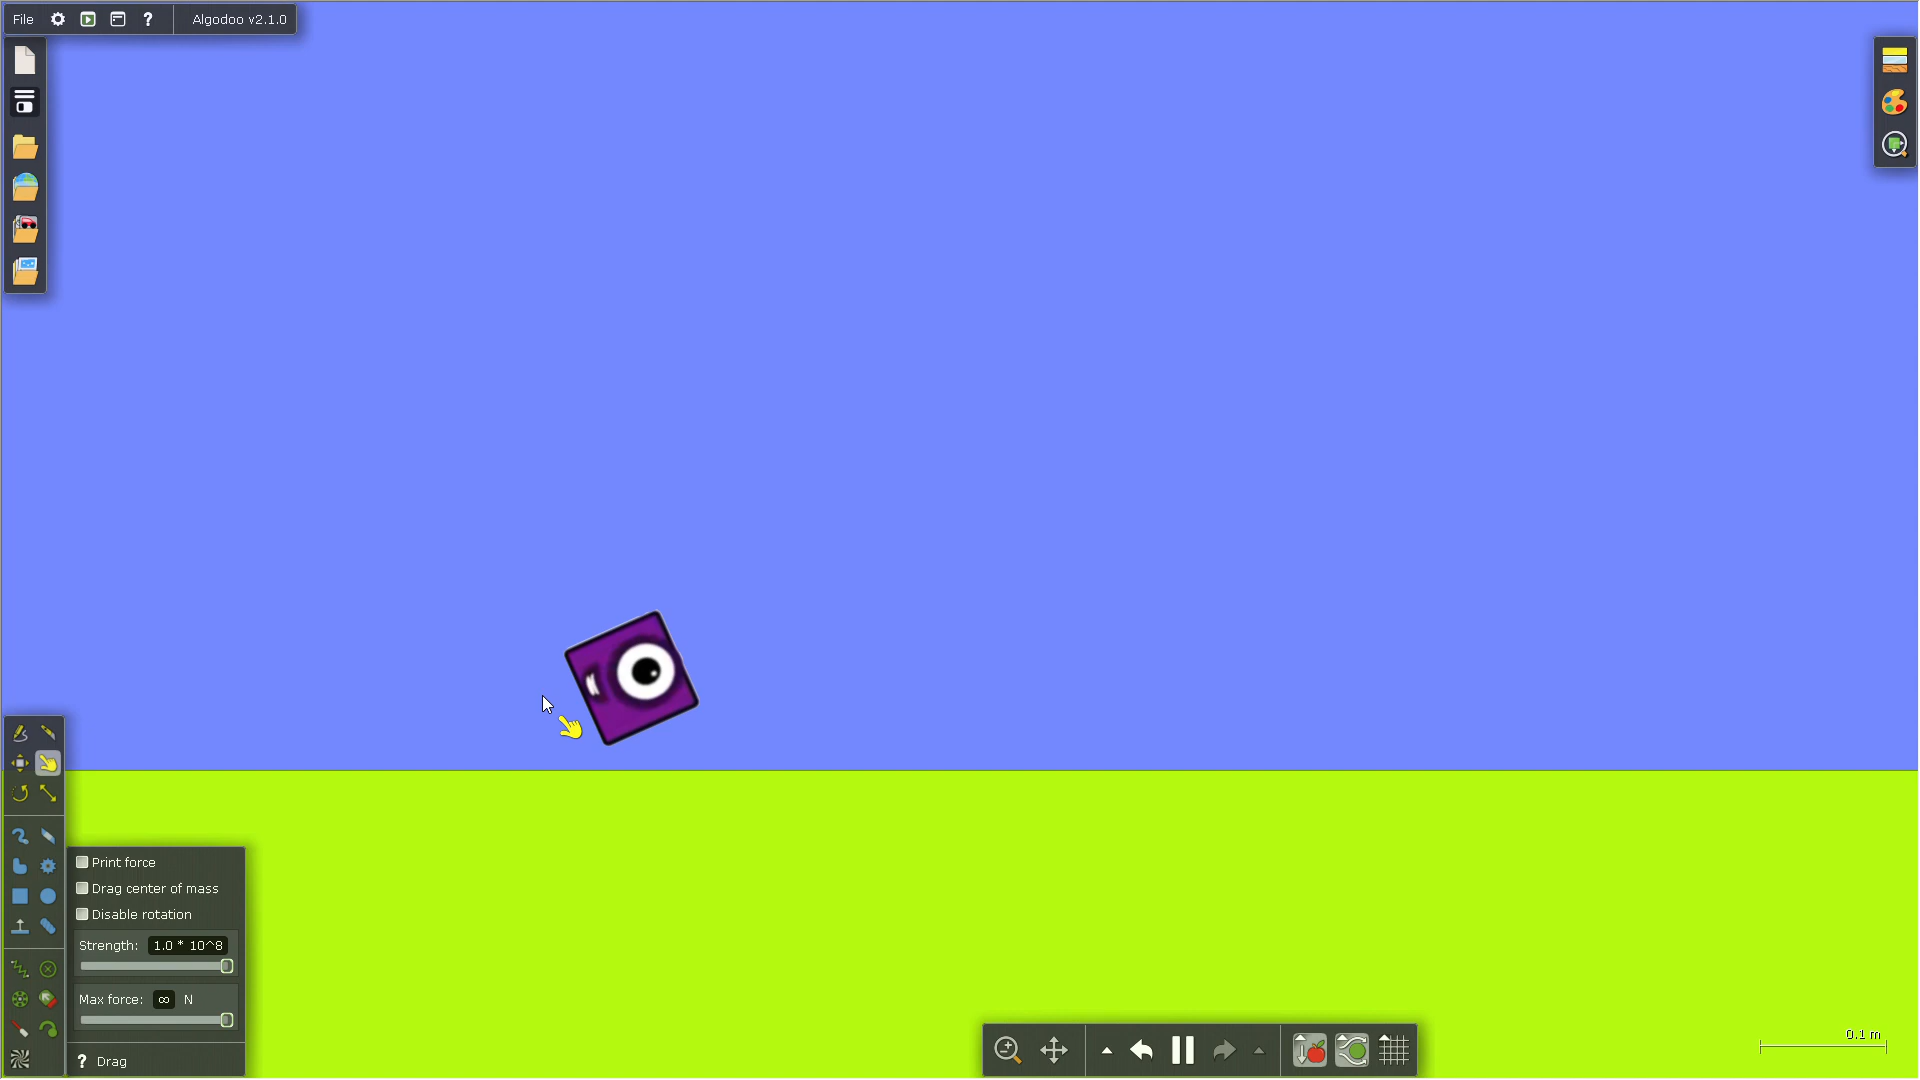 File ? Algodoo v2.1.0
Print force
Drag center of mass
Disable rotation
Strength: 1.0 * 10^8
Max force: ∞ N
? Drag
0.1 m